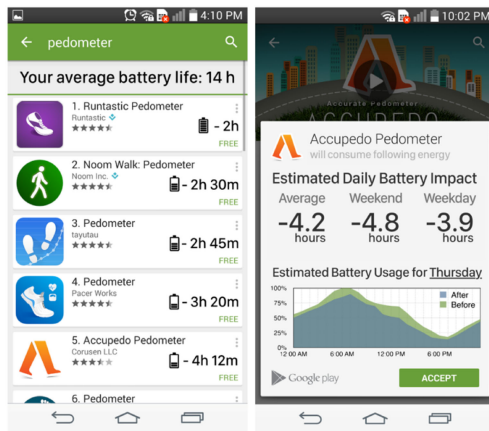 4:10 PM
pedometer
Your average battery life: 14 h
1. Runtastic Pedometer
Runtastic
- 2h
FREE
2. Noom Walk: Pedometer
Noom Inc.
- 2h 30m
FREE
3. Pedometer
tayutau
- 2h 45m
FREE
4. Pedometer
Pacer Works
- 3h 20m
FREE
5. Accupedo Pedometer
Corusen LLC
- 4h 12m
FREE
6. Pedometer
10:02 PM
Accurate Pedometer
ACCUPEDO
Accupedo Pedometer
will consume following energy
Estimated Daily Battery Impact
Average Weekend Weekday
-4.2 -4.8 -3.9
hours hours hours
Estimated Battery Usage for Thursday
100%
75%
50%
25%
After
Before
12:00 AM 6:00 AM 12:00 PM 6:00 PM
Google play
ACCEPT